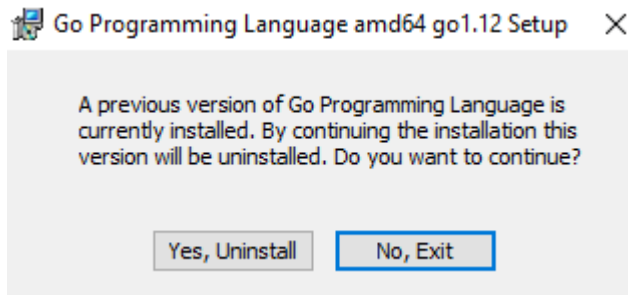 Go Programming Language amd64 go1.12 Setup
A previous version of Go Programming Language is
currently installed. By continuing the installation this
version will be uninstalled. Do you want to continue?
Yes, Uninstall
No, Exit